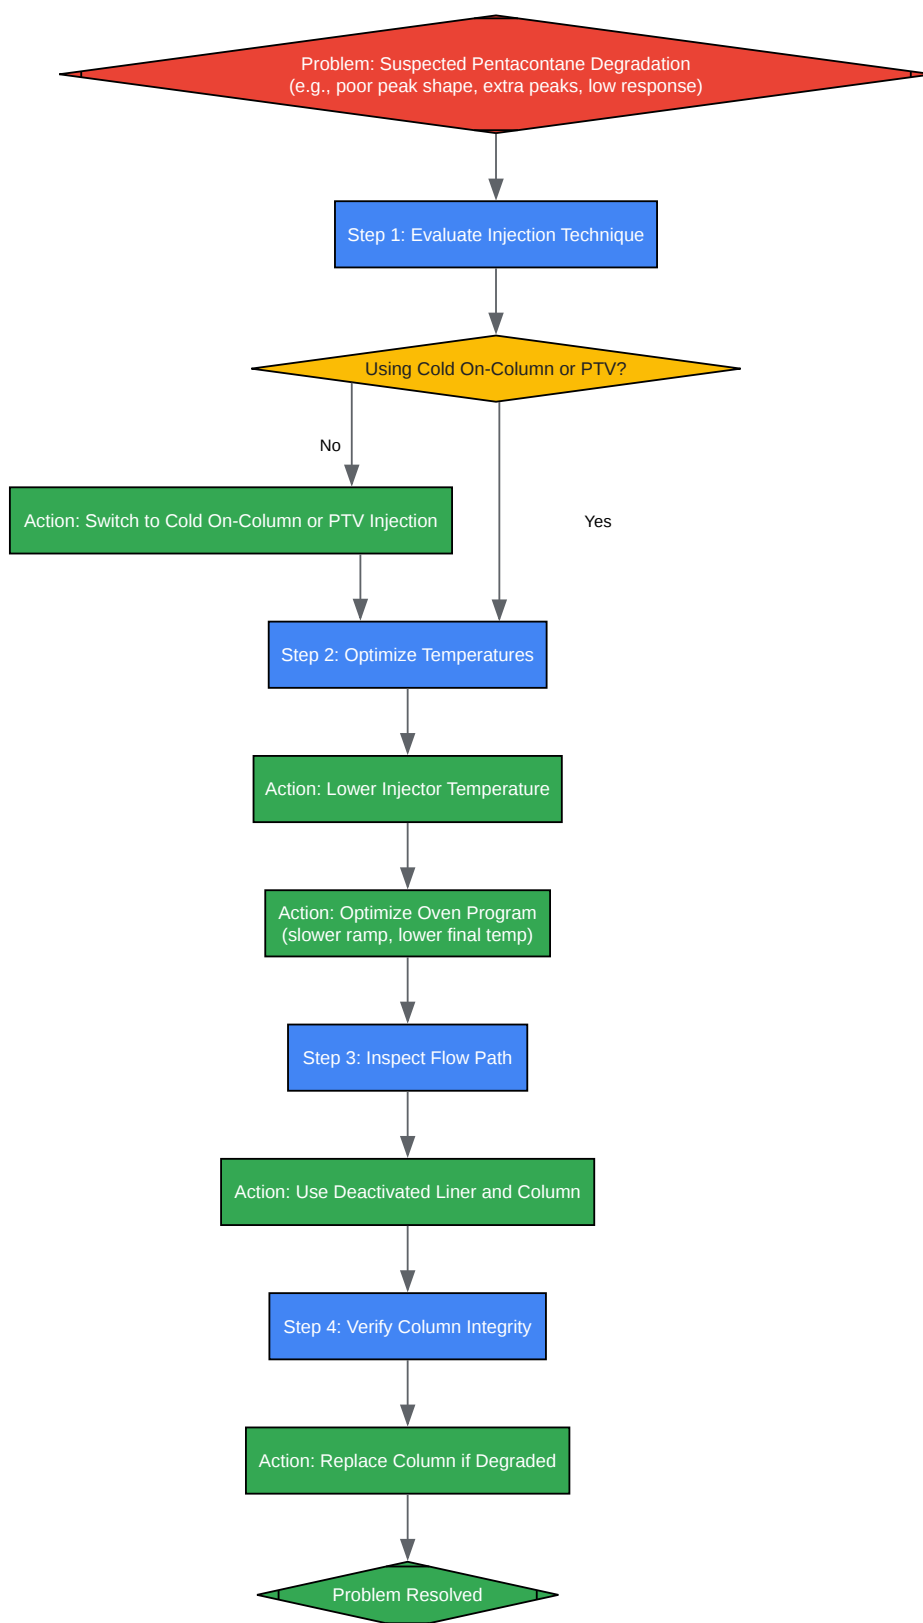 Problem: Suspected Pentacontane Degradation
(e.g., poor peak shape, extra peaks, low response)
Step 1: Evaluate Injection Technique
Using Cold On-Column or PTV?
No
Action: Switch to Cold On-Column or PTV Injection
Yes
Step 2: Optimize Temperatures
Action: Lower Injector Temperature
Action: Optimize Oven Program
(slower ramp, lower final temp)
Step 3: Inspect Flow Path
Action: Use Deactivated Liner and Column
Step 4: Verify Column Integrity
Action: Replace Column if Degraded
Problem Resolved